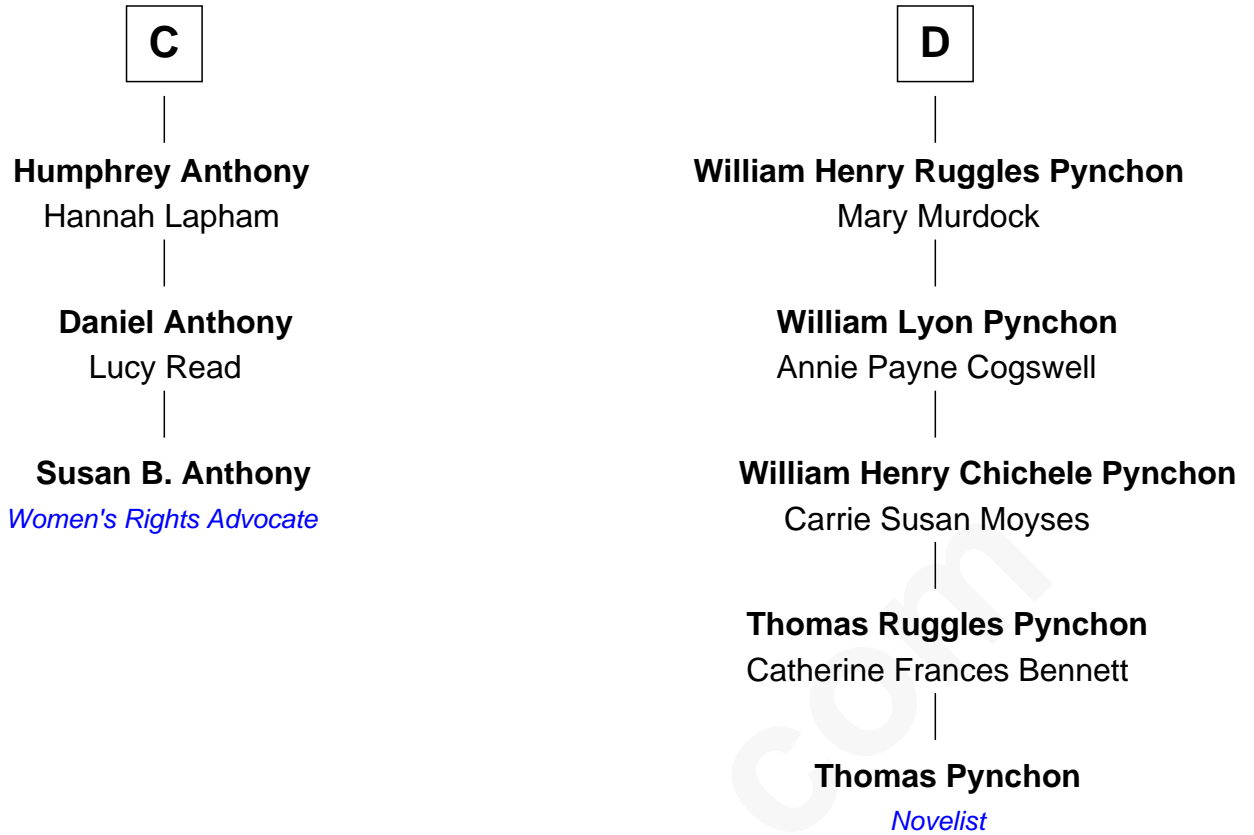 C
Humphrey Anthony
Hannah Lapham
Daniel Anthony
Lucy Read
Susan B. Anthony
Women's Rights Advocate
D
William Henry Ruggles Pynchon
Mary Murdock
William Lyon Pynchon
Annie Payne Cogswell
William Henry Chichele Pynchon
Carrie Susan Moyses
Thomas Ruggles Pynchon
Catherine Frances Bennett
Thomas Pynchon
Novelist
com